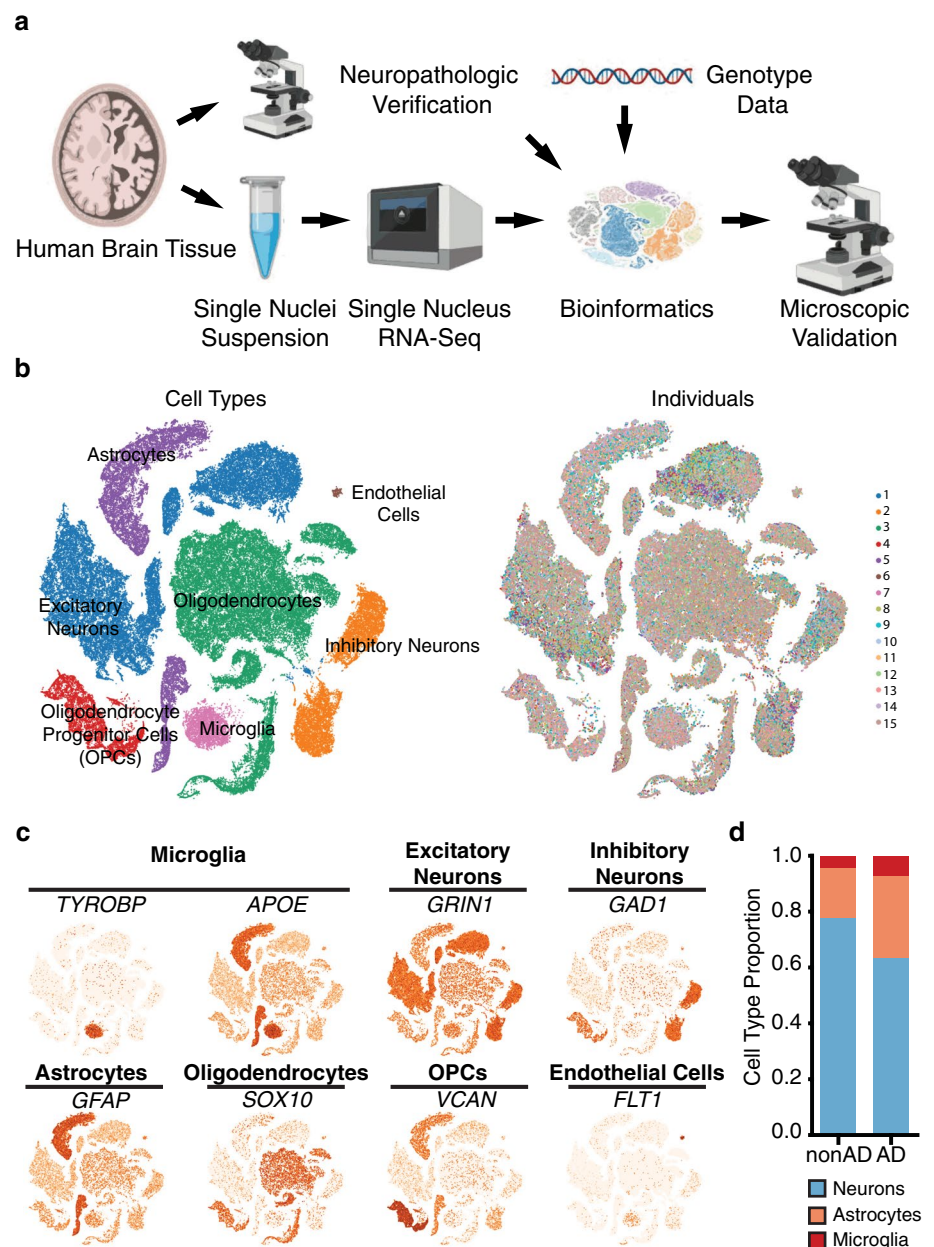 a
Neuropathologic
Verification
Genotype
Data
Human Brain Tissue
Single Nuclei
Suspension
Single Nucleus
RNA-Seq
Bioinformatics
Microscopic
Validation
b
Cell Types
Astrocytes
Endothelial
Cells
Excitatory
Neurons
Oligodendrocytes
Inhibitory Neurons
Oligodendrocyte
Progenitor Cells
(OPCs)
Microglia
Individuals
1
2
3
4
5
6
7
8
9
10
11
12
13
14
15
c
Microglia
Excitatory
Neurons
Inhibitory
Neurons
TYROBP
APOE
GRIN1
GAD1
Astrocytes
Oligodendrocytes
OPCs
Endothelial Cells
GFAP
SOX10
VCAN
FLT1
d
Cell Type Proportion
1.0
0.8
0.6
0.4
0.2
0.0
nonAD AD
Neurons
Astrocytes
Microglia